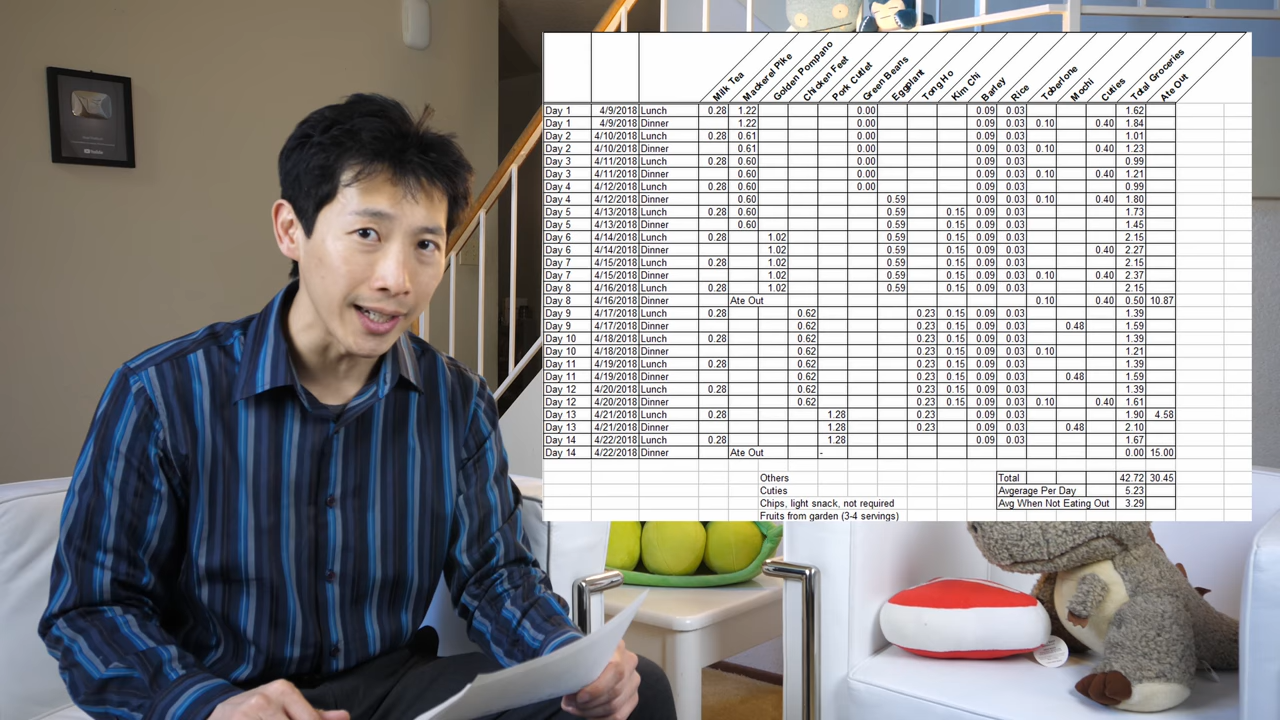 Milk Tea Mackerel Pike Golden Pompano Chicken Feet Pork Cutlet Green Beans Eggplant Tong Ho Kim Chi Barley Rice Toberlone Mochi Cuties Total Groceries Ate Out
Day 1 4/9/2018 Lunch 0.28 1.22 0.00 0.09 0.03 1.62
Day 1 4/9/2018 Dinner 1.22 0.00 0.09 0.03 0.10 0.40 1.84
Day 2 4/10/2018 Lunch 0.28 0.61 0.00 0.09 0.03 1.01
Day 2 4/10/2018 Dinner 0.61 0.00 0.09 0.03 0.10 0.40 1.23
Day 3 4/11/2018 Lunch 0.28 0.60 0.00 0.09 0.03 0.99
Day 3 4/11/2018 Dinner 0.60 0.00 0.09 0.03 0.10 0.40 1.21
Day 4 4/12/2018 Lunch 0.28 0.60 0.00 0.09 0.03 0.99
Day 4 4/12/2018 Dinner 0.60 0.59 0.09 0.03 0.10 0.40 1.80
Day 5 4/13/2018 Lunch 0.28 0.60 0.59 0.15 0.09 0.03 1.73
Day 5 4/13/2018 Dinner 0.60 0.59 0.15 0.09 0.03 1.45
Day 6 4/14/2018 Lunch 0.28 1.02 0.59 0.15 0.09 0.03 2.15
Day 6 4/14/2018 Dinner 1.02 0.59 0.15 0.09 0.03 0.40 2.27
Day 7 4/15/2018 Lunch 0.28 1.02 0.59 0.15 0.09 0.03 2.15
Day 7 4/15/2018 Dinner 1.02 0.59 0.15 0.09 0.03 0.10 0.40 2.37
Day 8 4/16/2018 Lunch 0.28 1.02 0.59 0.15 0.09 0.03 2.15
Day 8 4/16/2018 Dinner Ate Out 0.10 0.40 0.50 10.87
Day 9 4/17/2018 Lunch 0.28 0.62 0.23 0.15 0.09 0.03 1.39
Day 9 4/17/2018 Dinner 0.62 0.23 0.15 0.09 0.03 0.48 1.59
Day 10 4/18/2018 Lunch 0.28 0.62 0.23 0.15 0.09 0.03 1.39
Day 10 4/18/2018 Dinner 0.62 0.23 0.15 0.09 0.03 0.10 1.21
Day 11 4/19/2018 Lunch 0.28 0.62 0.23 0.15 0.09 0.03 1.39
Day 11 4/19/2018 Dinner 0.62 0.23 0.15 0.09 0.03 0.48 1.59
Day 12 4/20/2018 Lunch 0.28 0.62 0.23 0.15 0.09 0.03 1.39
Day 12 4/20/2018 Dinner 0.62 0.23 0.15 0.09 0.03 0.10 0.40 1.61
Day 13 4/21/2018 Lunch 0.28 1.28 0.23 0.09 0.03 1.90 4.58
Day 13 4/21/2018 Dinner 1.28 0.23 0.09 0.03 0.48 2.10
Day 14 4/22/2018 Lunch 0.28 1.28 0.09 0.03 1.67
Day 14 4/22/2018 Dinner Ate Out - 0.00 15.00
Others Total 42.72 30.45
Cuties Avgerage Per Day 5.23
Chips, light snack, not required Avg When Not Eating Out 3.29
Fruits from garden (3-4 servings)
YouTube